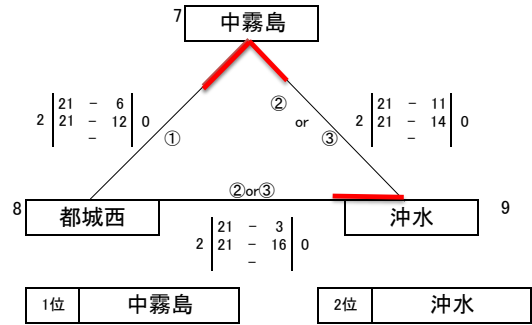 7 中霧島
21 - 6
2 21 - 12 0
-
①
②
or
③
21 - 11
2 21 - 14 0
-
8 都城西
②or③
沖水 9
21 - 3
2 21 - 16 0
-
1位 中霧島
2位 沖水